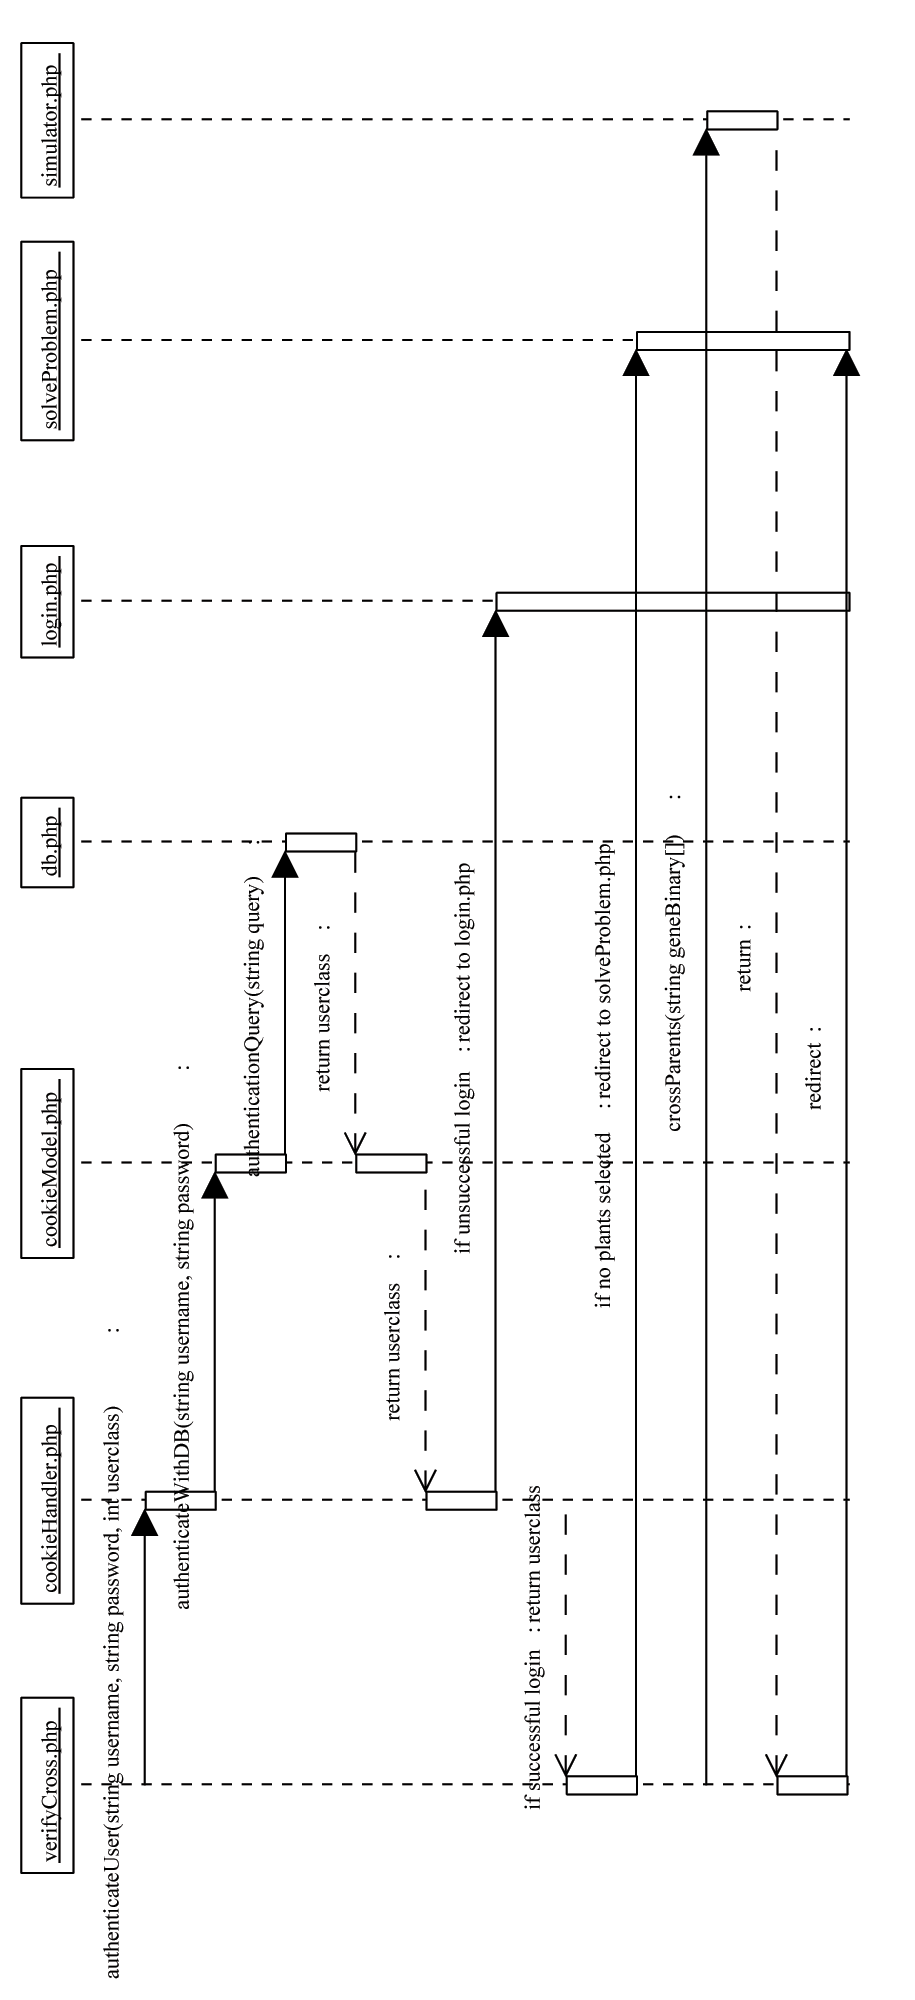 verifyCross.php
cookieHandler.php
cookieModel.php
db.php
login.php
solveProblem.php
simulator.php
authenticateUser(string username, string password, int userclass) :
authenticateWithDB(string username, string password) :
authenticationQuery(string query) :
return userclass :
return userclass :
if unsuccessful login : redirect to login.php
if successful login : return userclass
if no plants selected : redirect to solveProblem.php
crossParents(string geneBinary[]) :
return :
redirect :